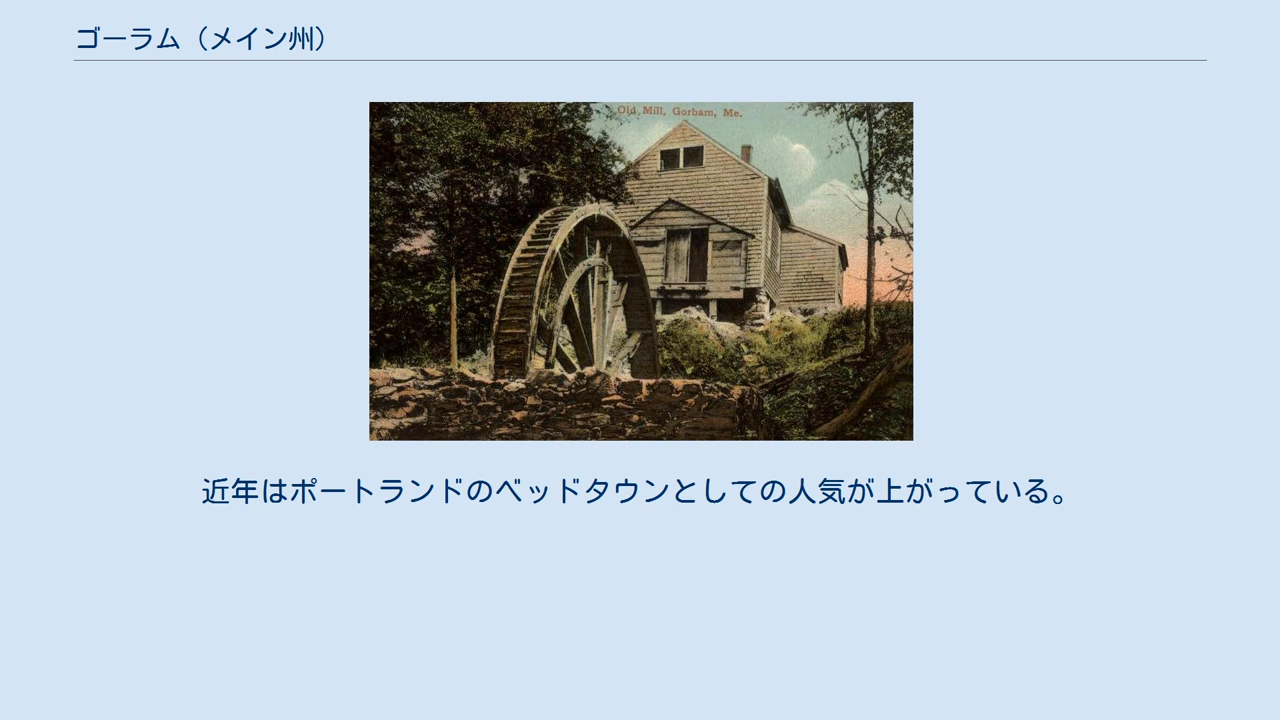 ゴーラム（メイン州）
Old Mill, Gorham, Me.
近年はポートランドのベッドタウンとしての人気が上がっている。